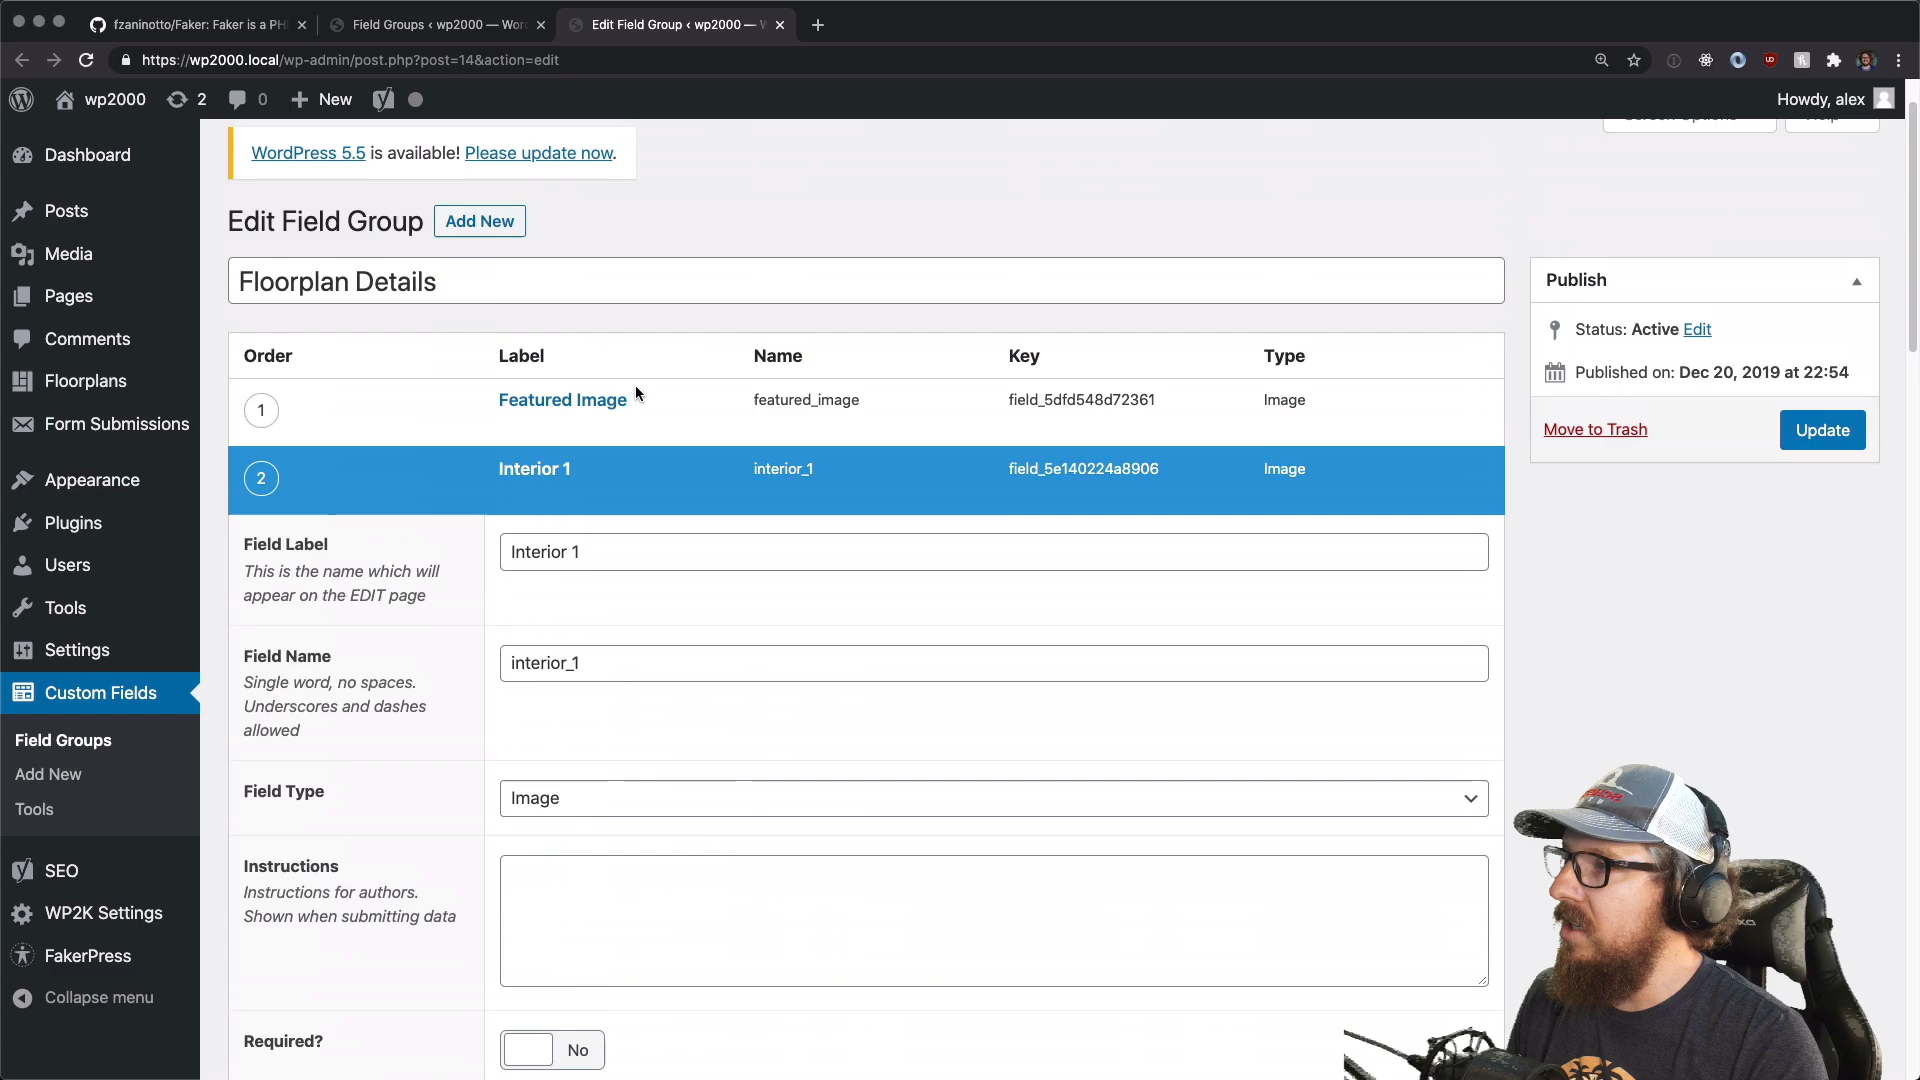 fzaninotto/Faker: Faker is a PH
Field Groups ‹ wp2000 — Wor
Edit Field Group ‹ wp2000 — W
https://wp2000.local/wp-admin/post.php?post=14&action=edit
wp2000
2
0
New
Howdy, alex
Dashboard
Posts
Media
Pages
Comments
Floorplans
Form Submissions
Appearance
Plugins
Users
Tools
Settings
Custom Fields
Field Groups
Add New
Tools
SEO
WP2K Settings
FakerPress
Collapse menu
WordPress 5.5 is available! Please update now.
Edit Field Group
Add New
Floorplan Details
Order Label Name Key Type
1 Featured Image featured_image field_5dfd548d72361 Image
2 Interior 1 interior_1 field_5e140224a8906 Image
Field Label
This is the name which will
appear on the EDIT page
Interior 1
Field Name
Single word, no spaces.
Underscores and dashes
allowed
interior_1
Field Type
Image
Instructions
Instructions for authors.
Shown when submitting data
Required?
No
Publish
Status: Active Edit
Published on: Dec 20, 2019 at 22:54
Move to Trash
Update